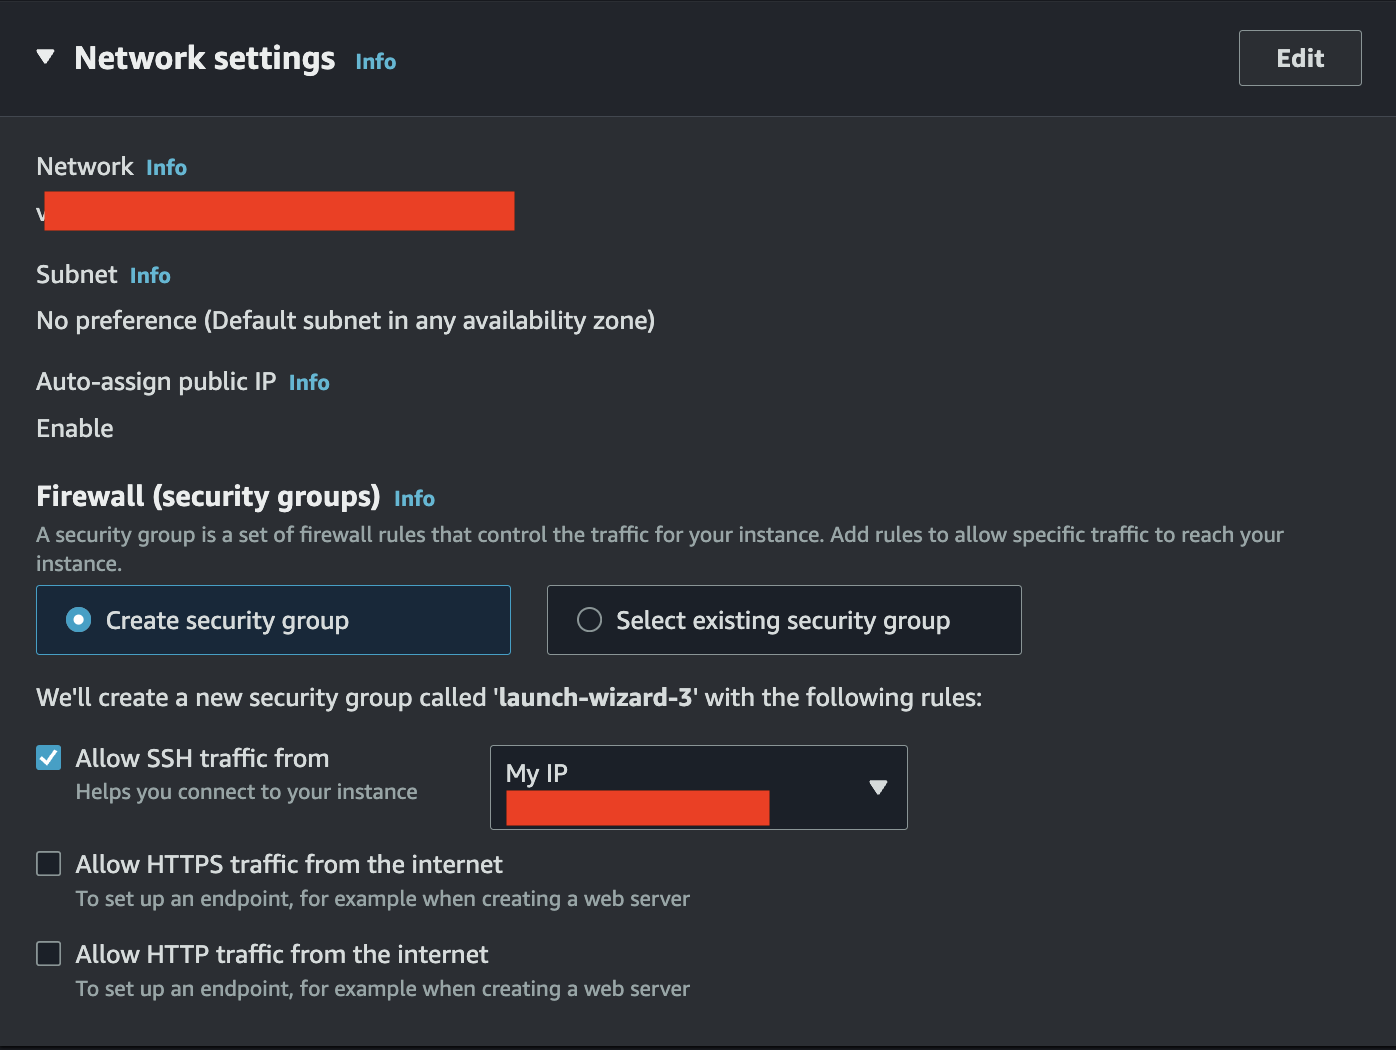 Network settings Info
Edit
Network Info
v
Subnet Info
No preference (Default subnet in any availability zone)
Auto-assign public IP Info
Enable
Firewall (security groups) Info
A security group is a set of firewall rules that control the traffic for your instance. Add rules to allow specific traffic to reach your
instance.
Create security group
Select existing security group
We'll create a new security group called 'launch-wizard-3' with the following rules:
Allow SSH traffic from
Helps you connect to your instance
My IP
Allow HTTPS traffic from the internet
To set up an endpoint, for example when creating a web server
Allow HTTP traffic from the internet
To set up an endpoint, for example when creating a web server